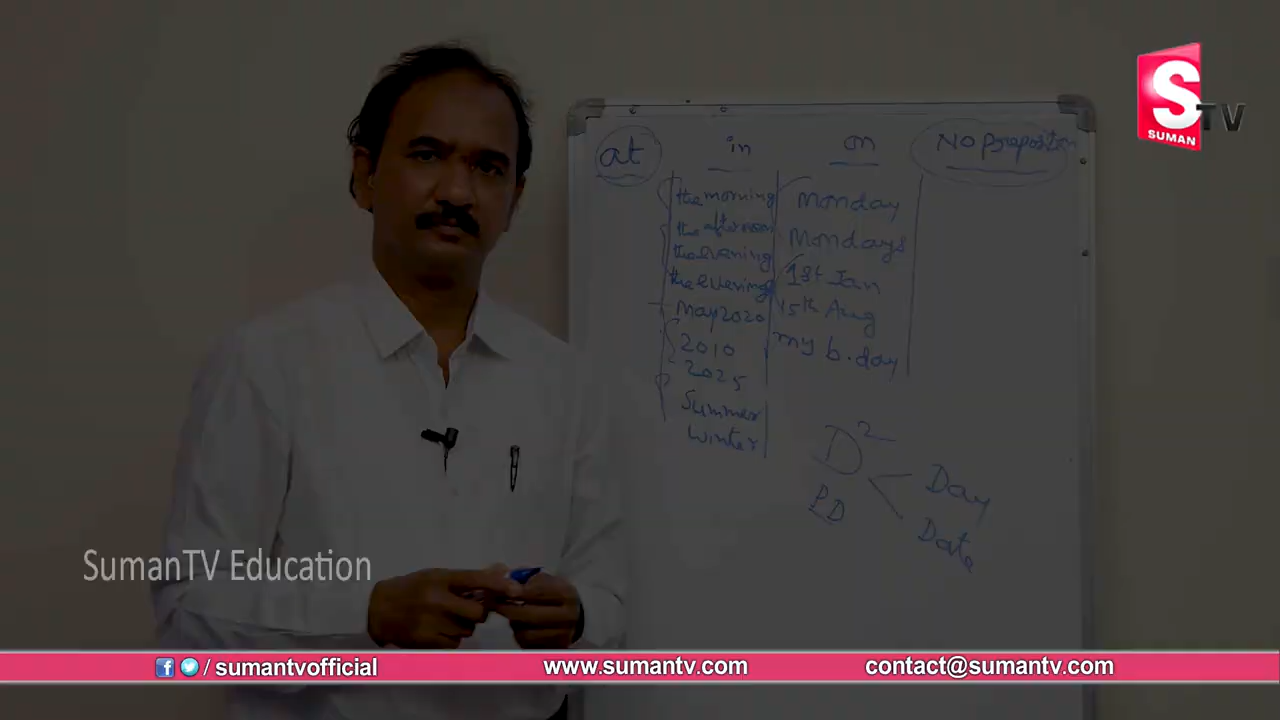 S
TV
SUMAN
at in on No preposition
the morning Monday
the afternoon Mondays
the evening 1st Jan
the evening 15th Aug
May 2020 my b.day
2010
2025
Summer
winter
D2
Day
PD
Date
SumanTV Education
/ sumantvofficial www.sumantv.com contact@sumantv.com